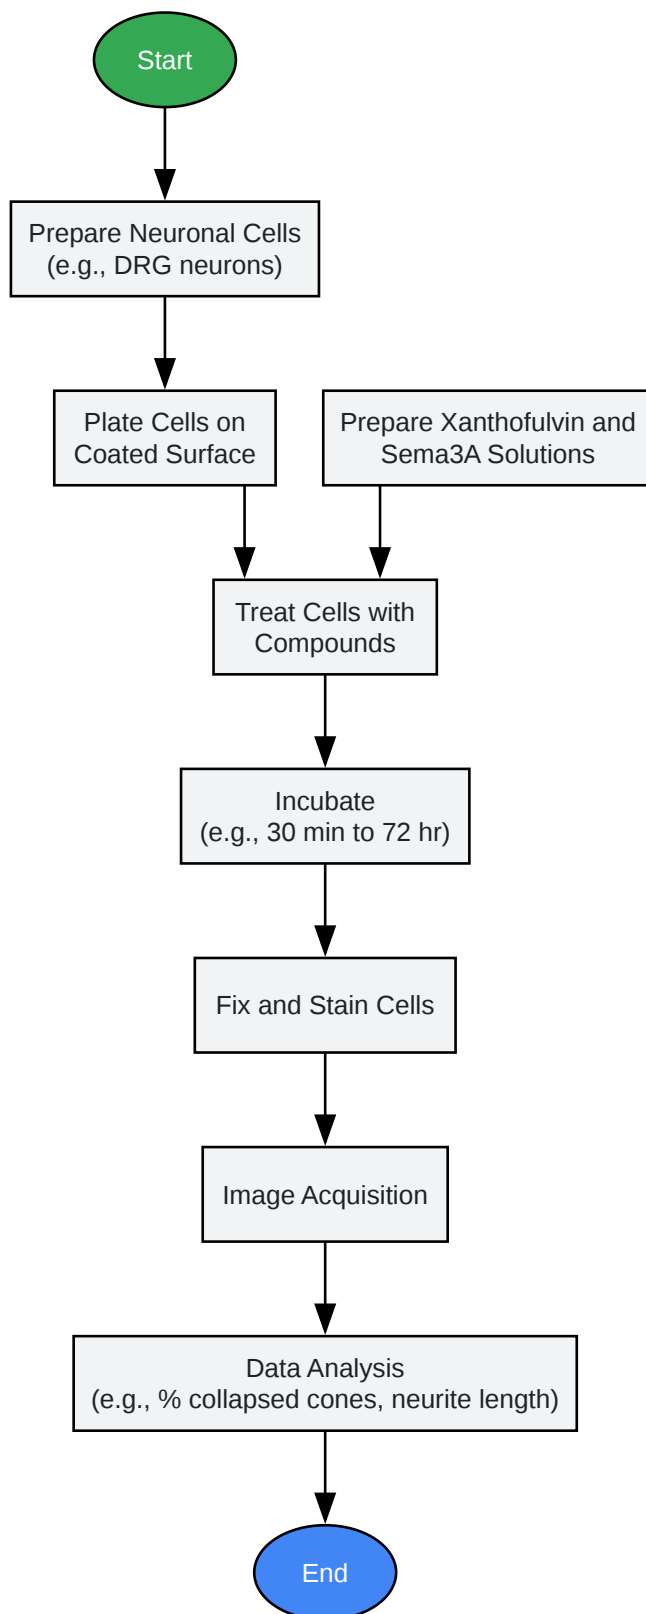 Start
Prepare Neuronal Cells
(e.g., DRG neurons)
Plate Cells on
Coated Surface
Prepare Xanthofulvin and
Sema3A Solutions
Treat Cells with
Compounds
Incubate
(e.g., 30 min to 72 hr)
Fix and Stain Cells
Image Acquisition
Data Analysis
(e.g., % collapsed cones, neurite length)
End